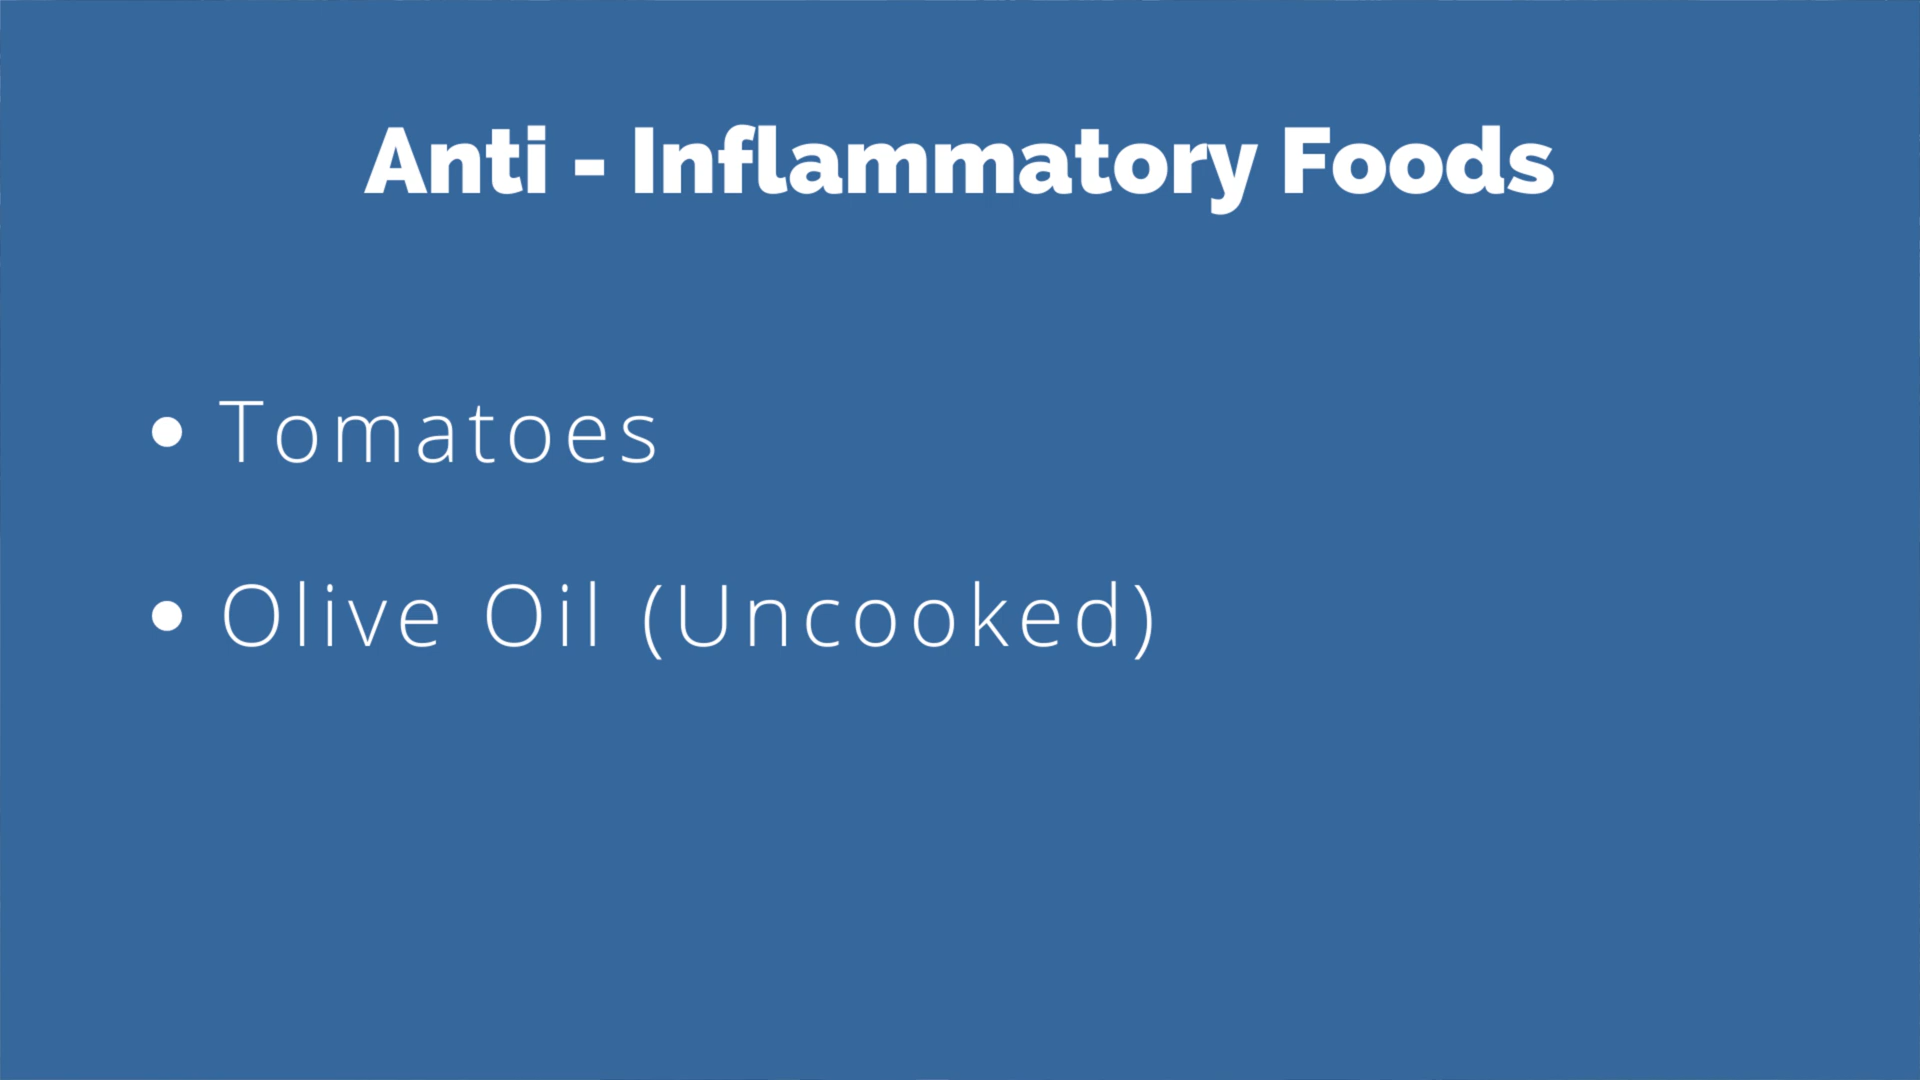 Anti - Inflammatory Foods
• Tomatoes
• Olive Oil (Uncooked)